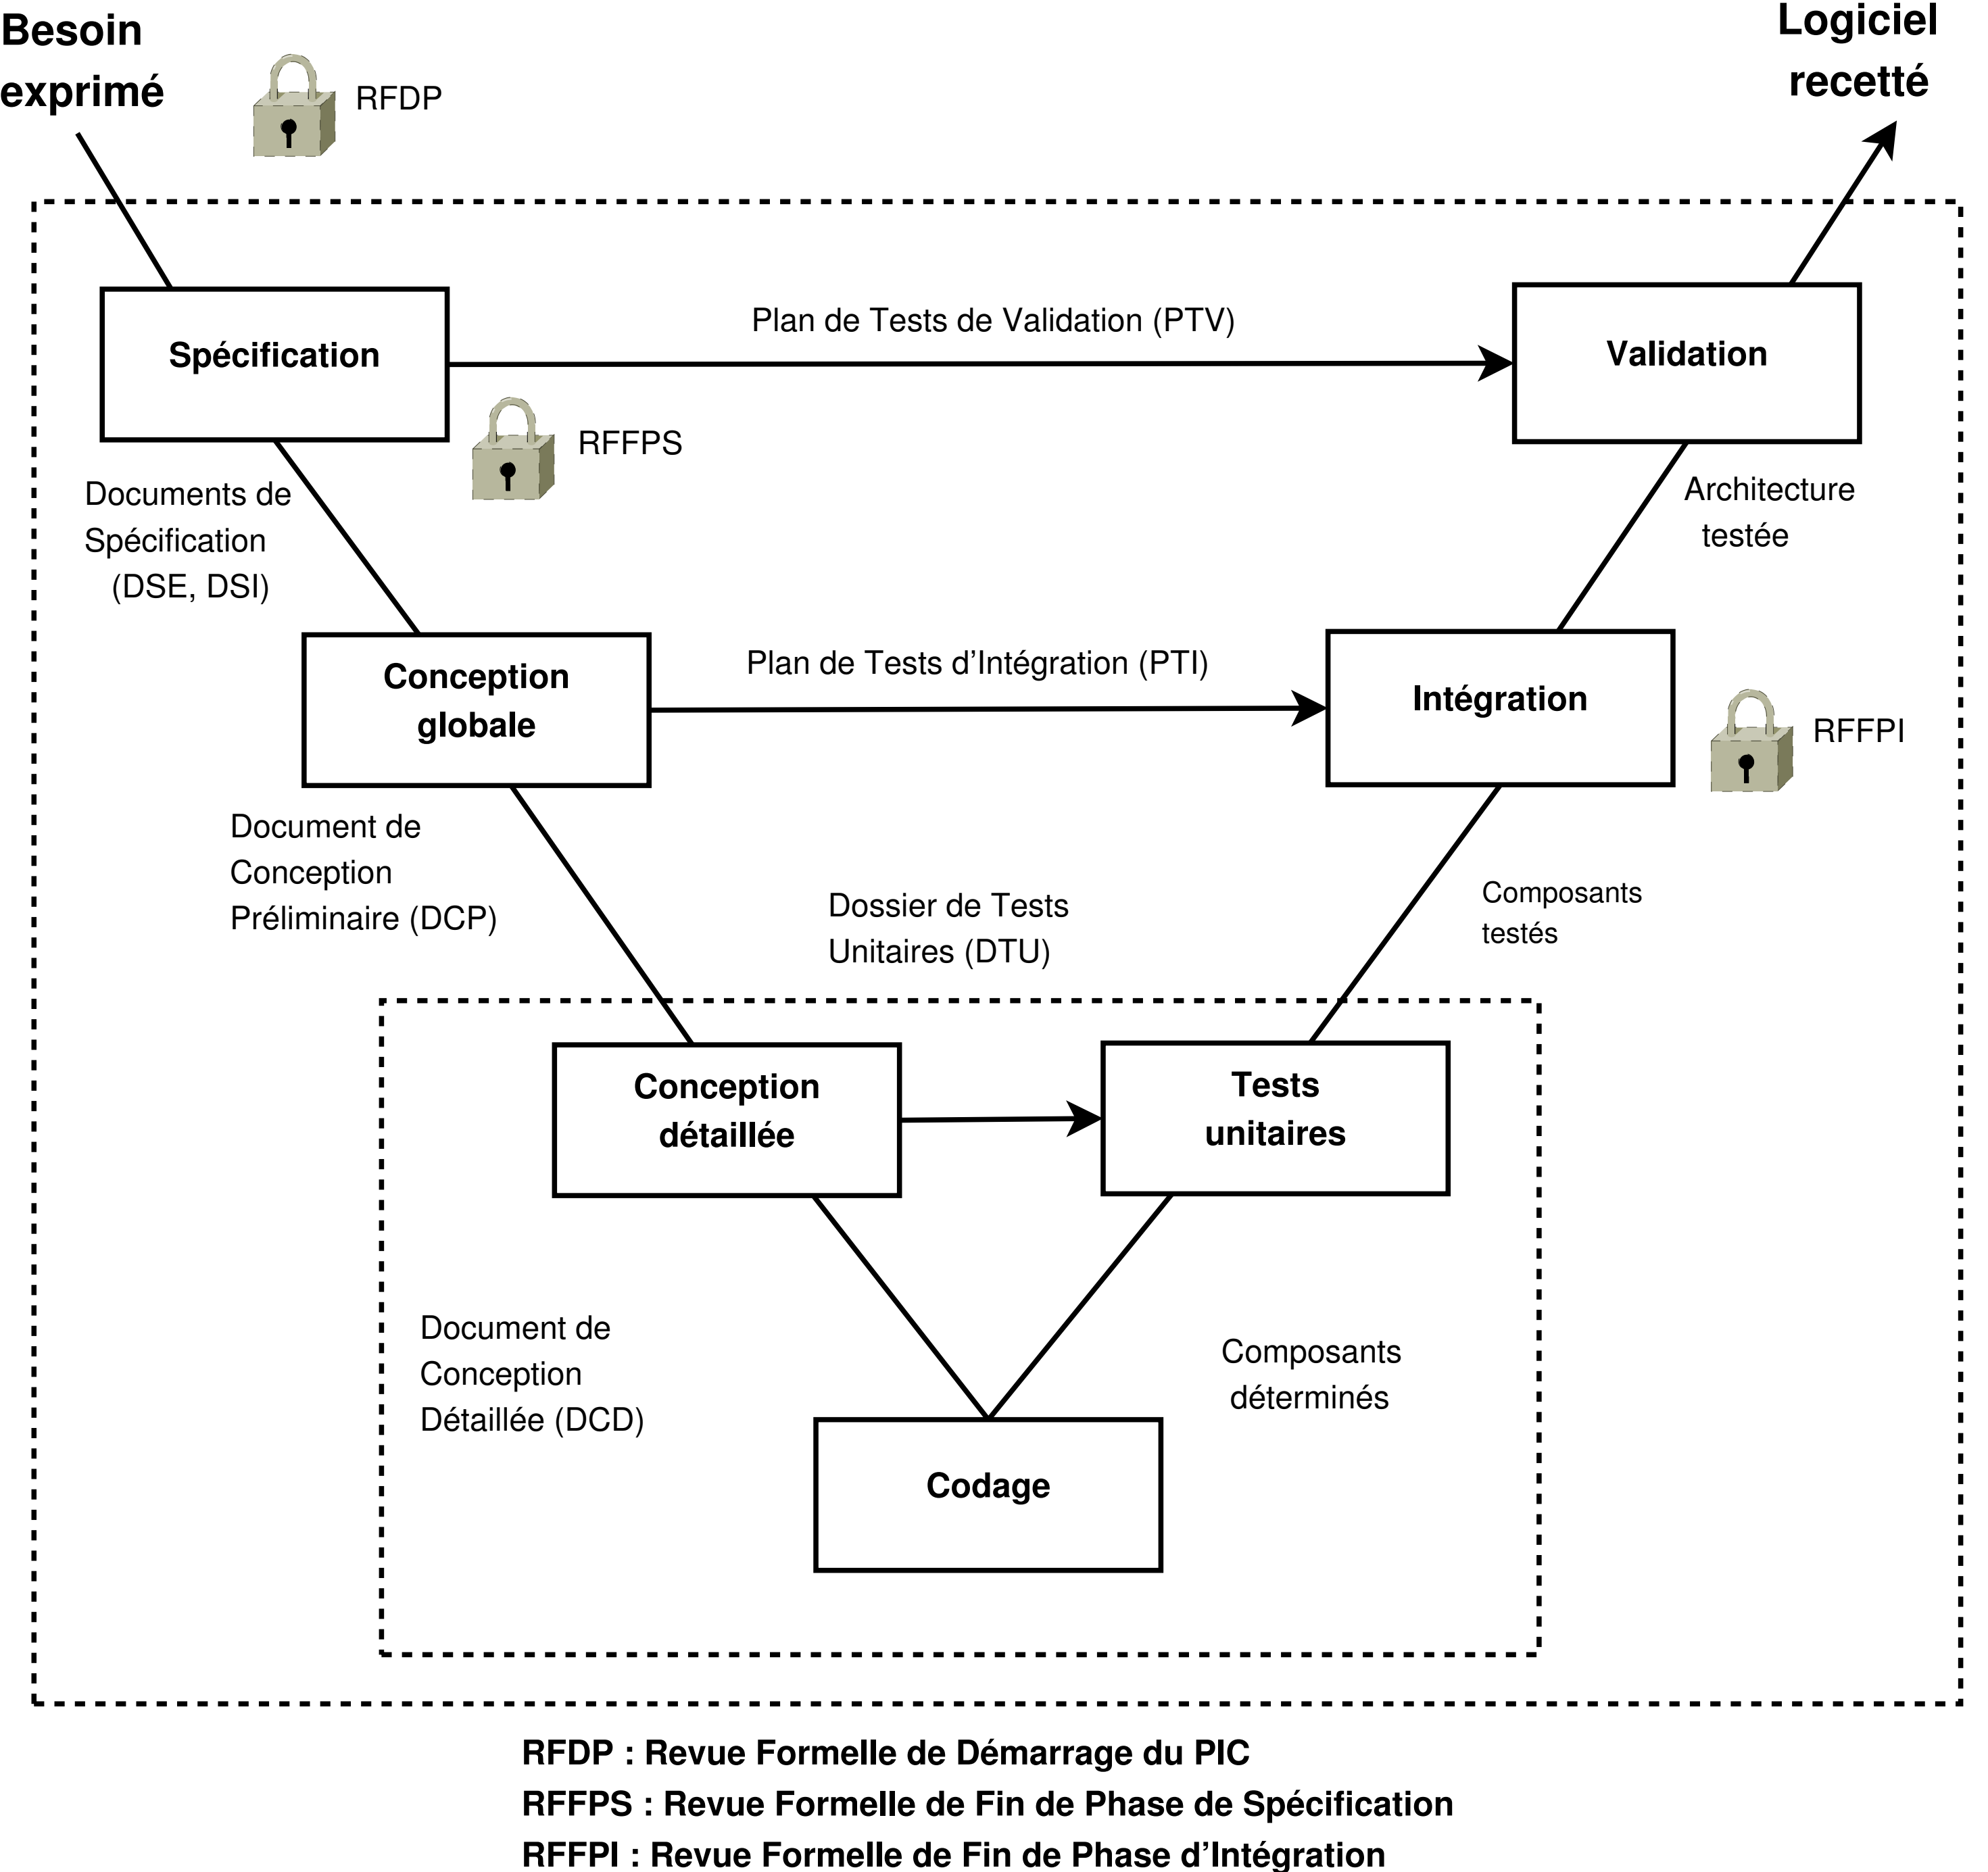 Besoin
exprimé
RFDP
Logiciel
recetté
Spécification
Plan de Tests de Validation (PTV)
Validation
RFFPS
Documents de
Spécification
(DSE, DSI)
Architecture
testée
Conception
globale
Plan de Tests d'Intégration (PTI)
Intégration
RFFPI
Document de
Conception
Préliminaire (DCP)
Dossier de Tests
Unitaires (DTU)
Composants
testés
Conception
détaillée
Tests
unitaires
Document de
Conception
Détaillée (DCD)
Composants
déterminés
Codage
RFDP : Revue Formelle de Démarrage du PIC
RFFPS : Revue Formelle de Fin de Phase de Spécification
RFFPI : Revue Formelle de Fin de Phase d'Intégration